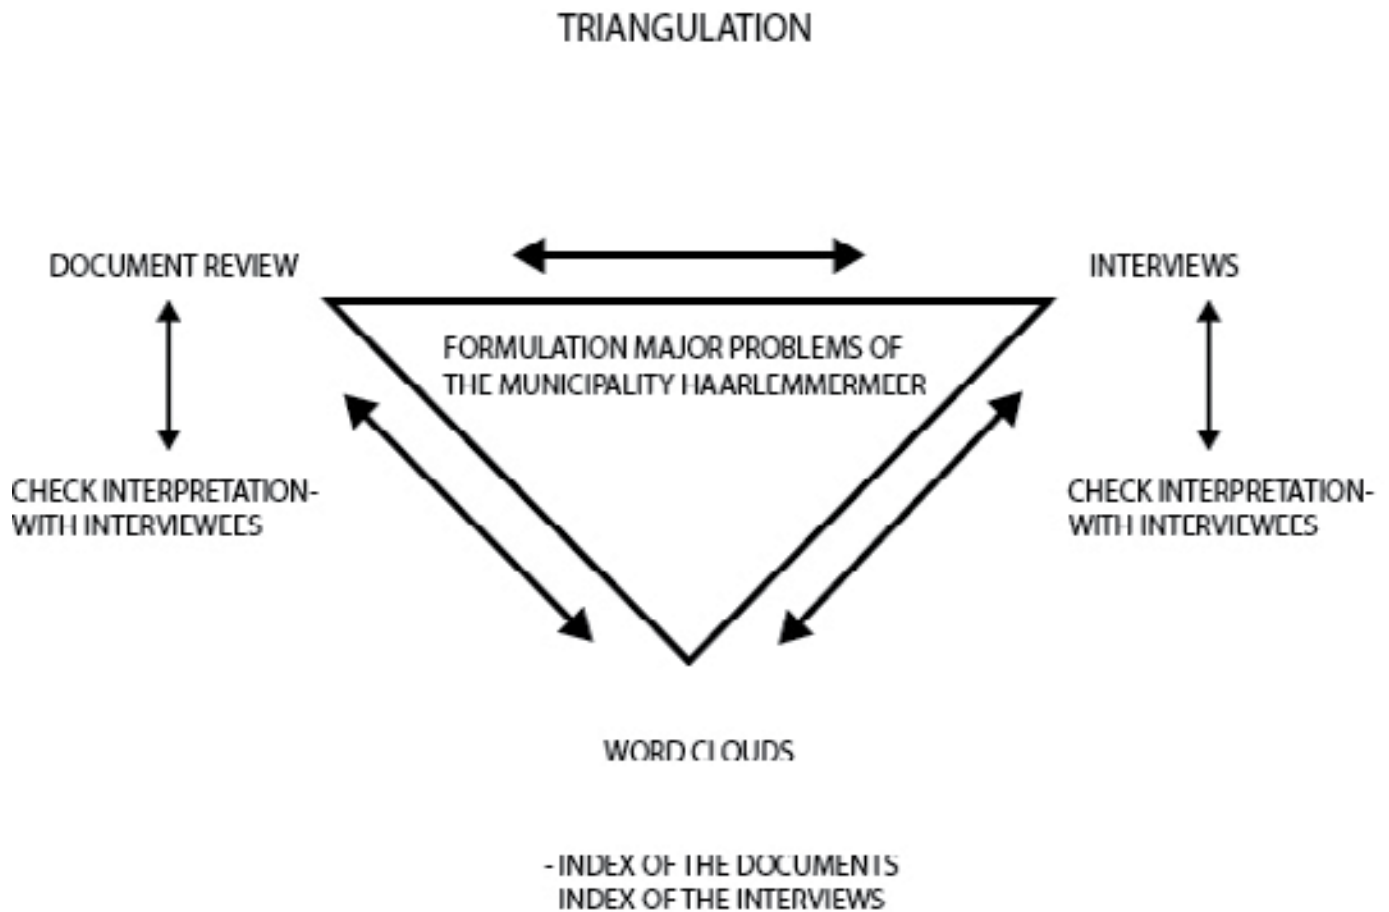 TRIANGULATION
DOCUMENT REVIEW
INTERVIEWS
FORMULATION MAJOR PROBLEMS OF
THE MUNICIPALITY HAARLEMMERMEER
CHECK INTERPRETATION-
WITH INTERVIEWEES
CHECK INTERPRETATION-
WITH INTERVIEWEES
WORD CLOUDS
- INDEX OF THE DOCUMENTS
INDEX OF THE INTERVIEWS